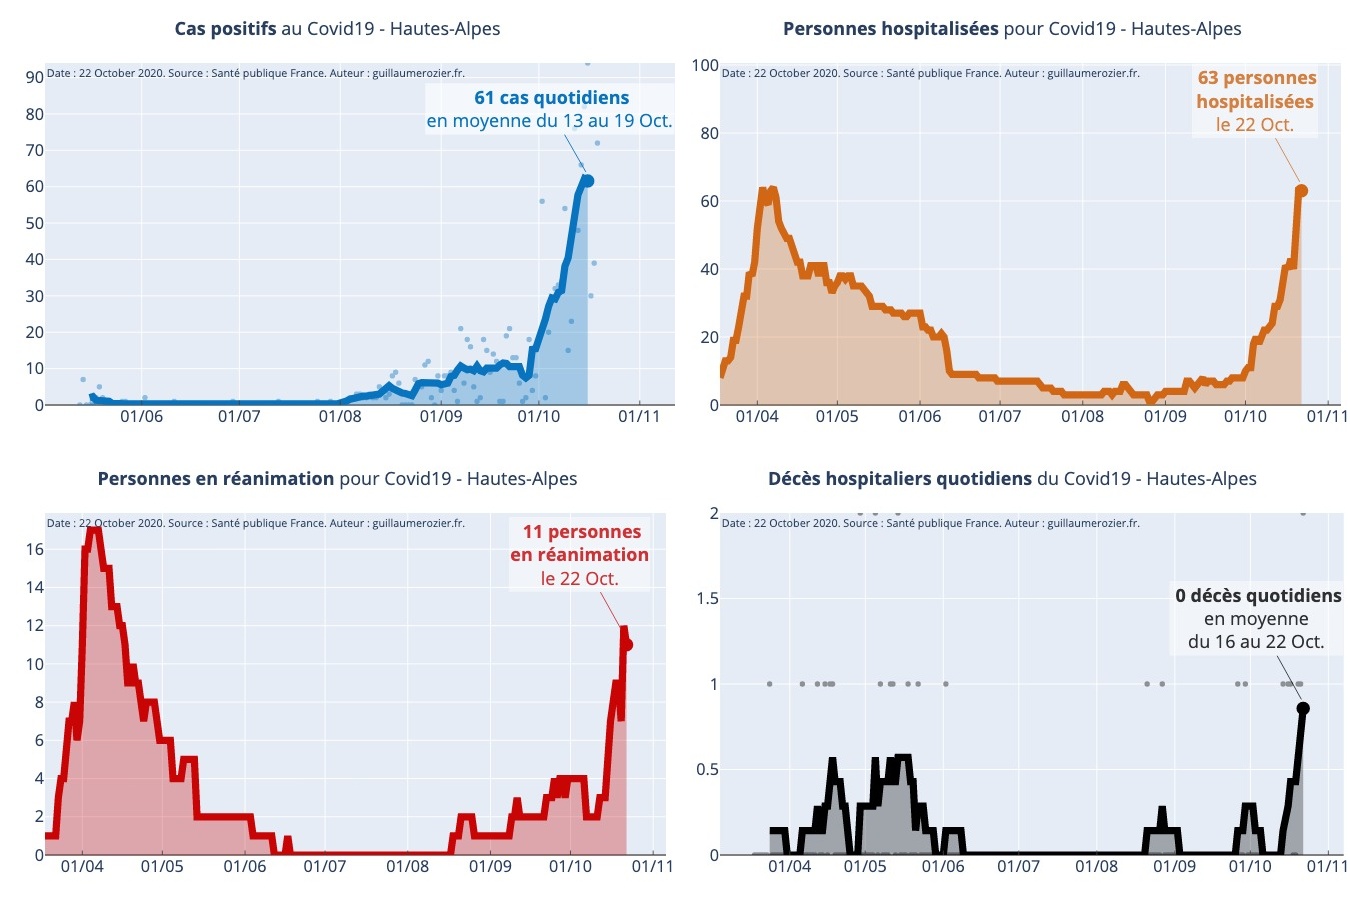 Cas positifs au Covid19 - Hautes-Alpes
Date : 22 October 2020. Source : Santé publique France. Auteur : guillaumerozier.fr.
61 cas quotidiens
en moyenne du 13 au 19 Oct.
90
80
70
60
50
40
30
20
10
0
01/06 01/07 01/08 01/09 01/10 01/11
Personnes hospitalisées pour Covid19 - Hautes-Alpes
Date : 22 October 2020. Source : Santé publique France. Auteur : guillaumerozier.fr.
63 personnes
hospitalisées
le 22 Oct.
100
80
60
40
20
0
01/04 01/05 01/06 01/07 01/08 01/09 01/10 01/11
Personnes en réanimation pour Covid19 - Hautes-Alpes
Date : 22 October 2020. Source : Santé publique France. Auteur : guillaumerozier.fr.
11 personnes
en réanimation
le 22 Oct.
16
14
12
10
8
6
4
2
0
01/04 01/05 01/06 01/07 01/08 01/09 01/10 01/11
Décès hospitaliers quotidiens du Covid19 - Hautes-Alpes
Date : 22 October 2020. Source : Santé publique France. Auteur : guillaumerozier.fr.
0 décès quotidiens
en moyenne
du 16 au 22 Oct.
2
1.5
1
0.5
0
01/04 01/05 01/06 01/07 01/08 01/09 01/10 01/11